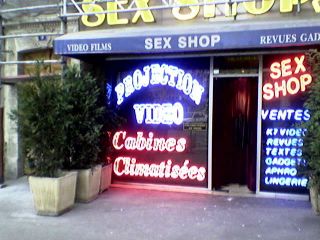 SEX SHOP
VIDEO FILMS
SEX SHOP
REVUES GAD
PROJECTION
VIDEO
Cabines
Climatisées
SEX
SHOP
VENTES
K7 VIDEO
REVUES
TEXTES
GADGETS
APHRO
LINGERIE